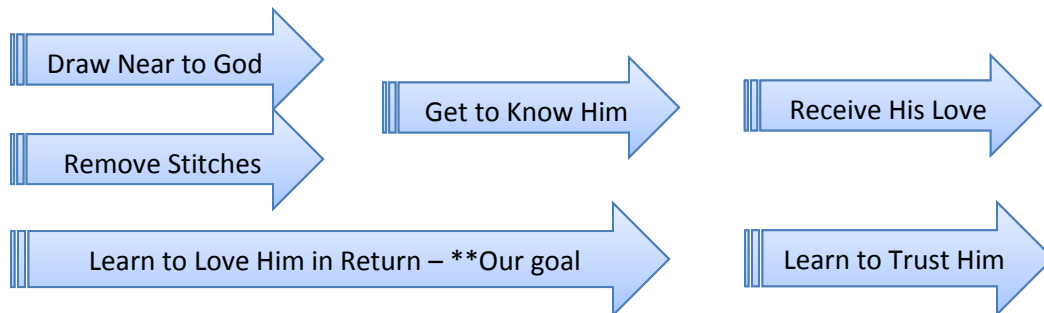 Draw Near to God
Remove Stitches
Get to Know Him
Receive His Love
Learn to Love Him in Return – **Our goal
Learn to Trust Him